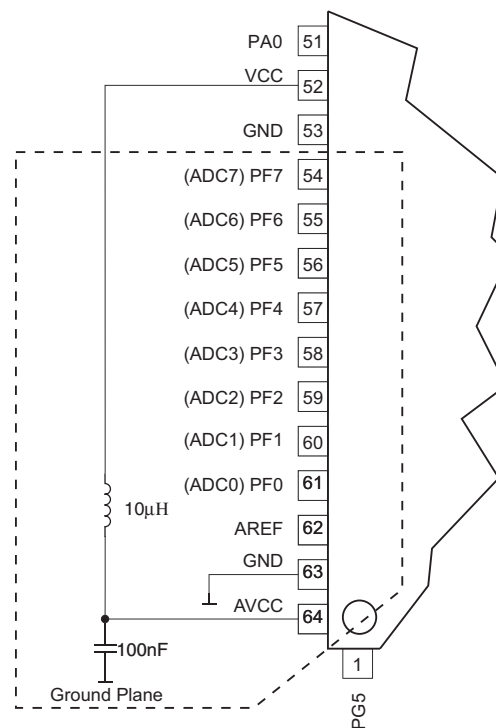 PA0 51
VCC 52
GND 53
(ADC7) PF7 54
(ADC6) PF6 55
(ADC5) PF5 56
(ADC4) PF4 57
(ADC3) PF3 58
(ADC2) PF2 59
(ADC1) PF1 60
(ADC0) PF0 61
10μH
AREF 62
GND 63
AVCC 64
100nF
Ground Plane
1
PG5